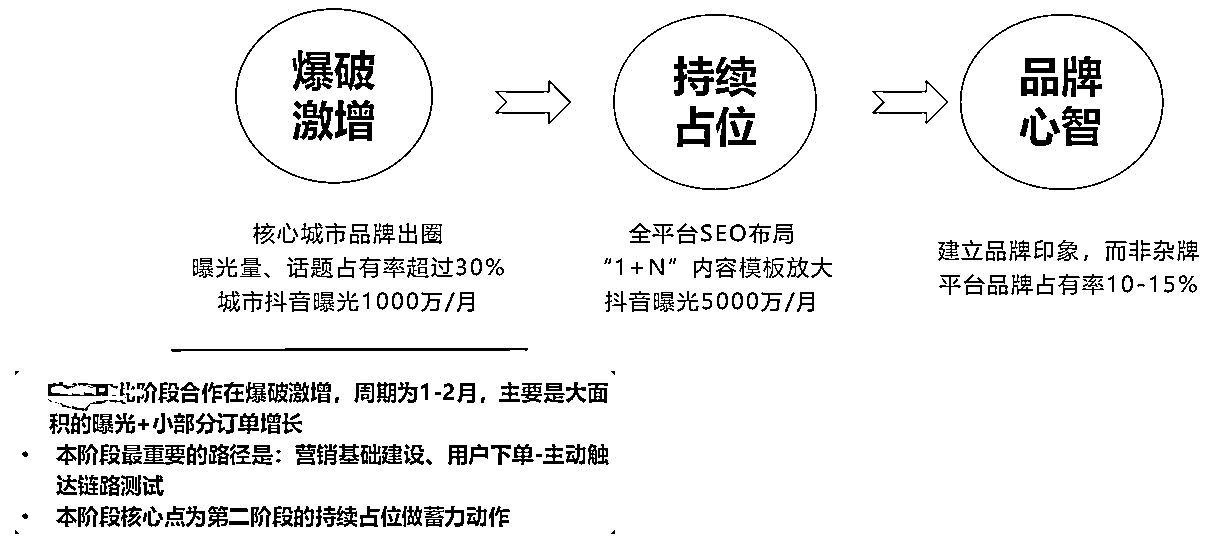 爆破
激增
持续
占位
品牌
心智
核心城市品牌出圈
曝光量、话题占有率超过30%
城市抖音曝光1000万/月
全平台SEO布局
“1+N”内容模板放大
抖音曝光5000万/月
建立品牌印象，而非杂牌
平台品牌占有率10-15%
此阶段合作在爆破激增，周期为1-2月，主要是大面
积的曝光+小部分订单增长
• 本阶段最重要的路径是：营销基础建设、用户下单-主动触
达链路测试
• 本阶段核心点为第二阶段的持续占位做蓄力动作